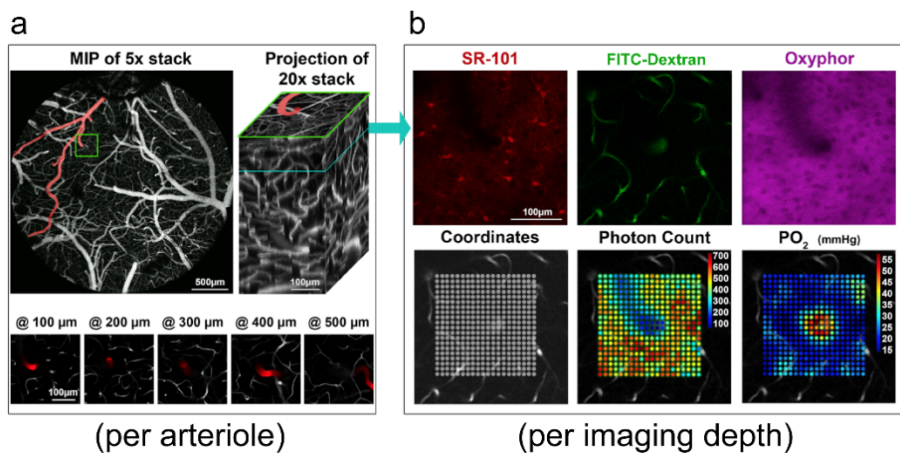 a
MIP of 5x stack
Projection of
20x stack
500µm
100µm
@ 100 µm
@ 200 µm
@ 300 µm
@ 400 µm
@ 500 µm
100µm
(per arteriole)
b
SR-101
FITC-Dextran
Oxyphor
100µm
Coordinates
Photon Count
PO2 (mmHg)
700
600
500
400
300
200
100
55
50
45
40
35
30
25
20
15
(per imaging depth)